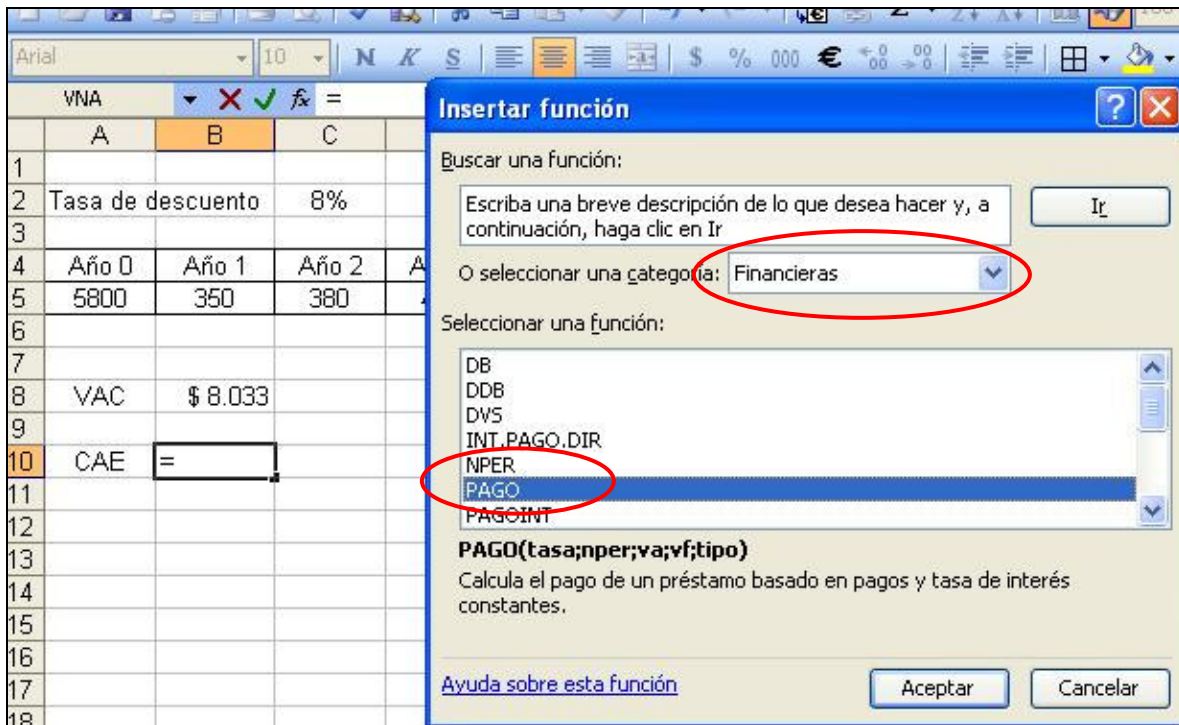 Arial 10 N K S $ % 000 €
VNA fx =
A B C
1
2 Tasa de descuento 8%
3
4 Año 0 Año 1 Año 2 A
5 5800 350 380
6
7
8 VAC $ 8.033
9
10 CAE =
11
12
13
14
15
16
17
18
Insertar función
Buscar una función:
Escriba una breve descripción de lo que desea hacer y, a
continuación, haga clic en Ir
Ir
O seleccionar una categoría: Financieras
Seleccionar una función:
DB
DDB
DVS
INT.PAGO.DIR
NPER
PAGO
PAGOINT
PAGO(tasa;nper;va;vf;tipo)
Calcula el pago de un préstamo basado en pagos y tasa de interés
constantes.
Ayuda sobre esta función
Aceptar Cancelar